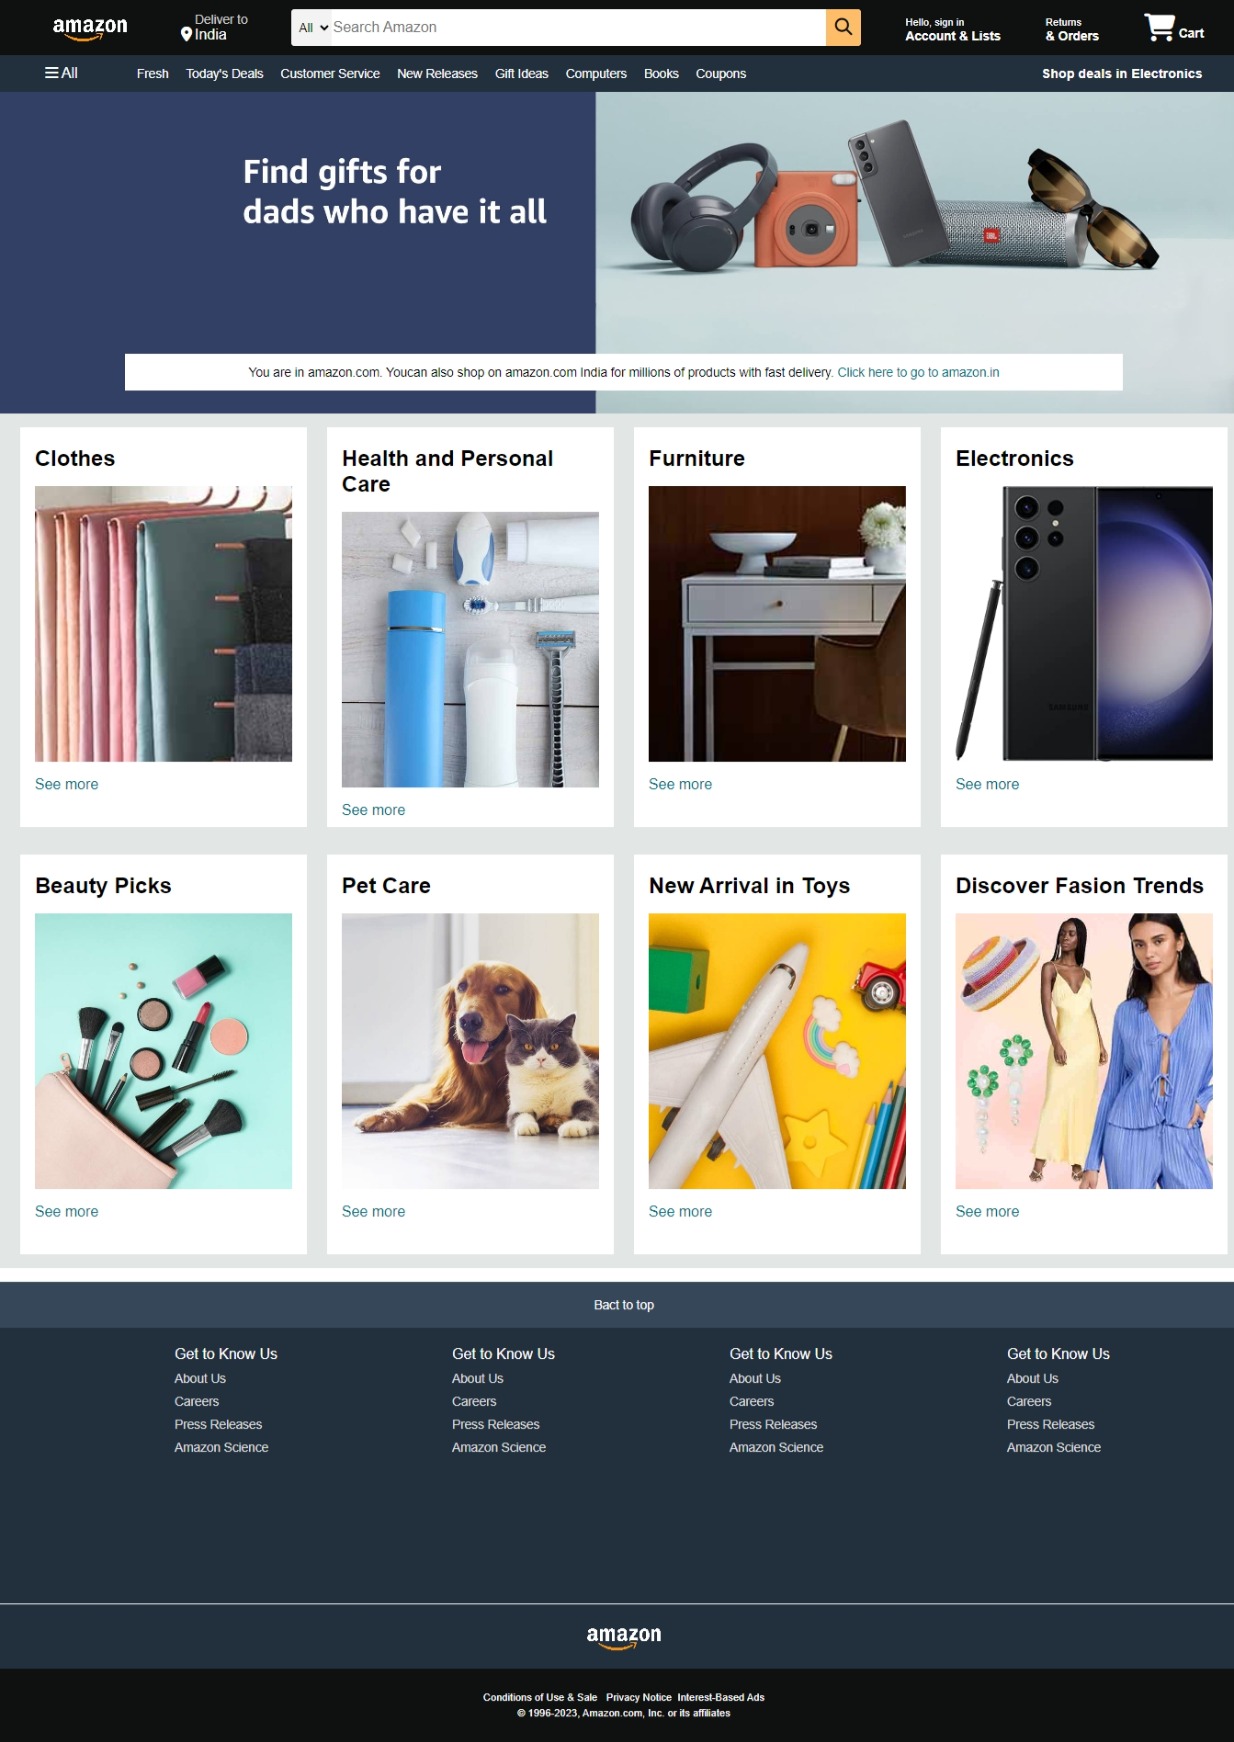 amazon
Deliver to
India
All
Search Amazon
Hello, sign in
Account & Lists
Returns
& Orders
Cart
All
Fresh
Today's Deals
Customer Service
New Releases
Gift Ideas
Computers
Books
Coupons
Shop deals in Electronics
Find gifts for
dads who have it all
JBL
You are in amazon.com. Youcan also shop on amazon.com India for millions of products with fast delivery. Click here to go to amazon.in
Clothes
Health and Personal
Care
Furniture
Electronics
SAMSUNG
See more
See more
See more
See more
Beauty Picks
Pet Care
New Arrival in Toys
Discover Fasion Trends
See more
See more
See more
See more
Bact to top
Get to Know Us
About Us
Careers
Press Releases
Amazon Science
Get to Know Us
About Us
Careers
Press Releases
Amazon Science
Get to Know Us
About Us
Careers
Press Releases
Amazon Science
Get to Know Us
About Us
Careers
Press Releases
Amazon Science
amazon
Conditions of Use & Sale Privacy Notice Interest-Based Ads
© 1996-2023, Amazon.com, Inc. or its affiliates